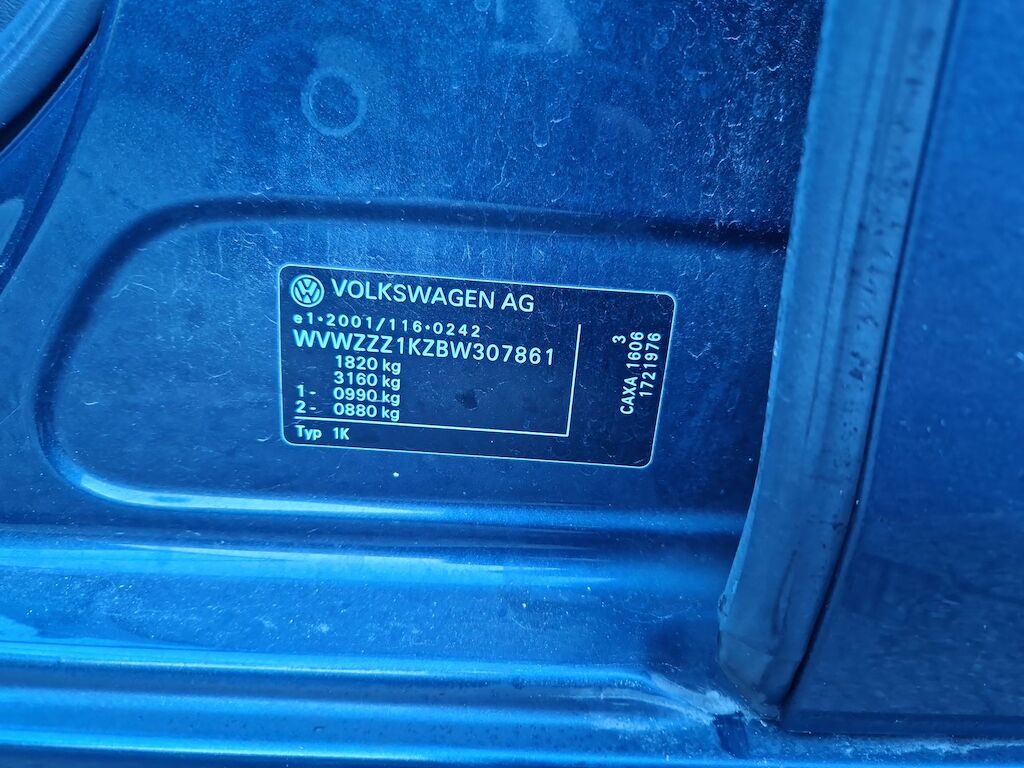 VOLKSWAGEN AG
e1*2001/116*0242
WVWZZZ1KZBW307861
1820 kg
3160 kg
1- 0990 kg
2- 0880 kg
Typ 1K
3
CAXA 1606
1721976